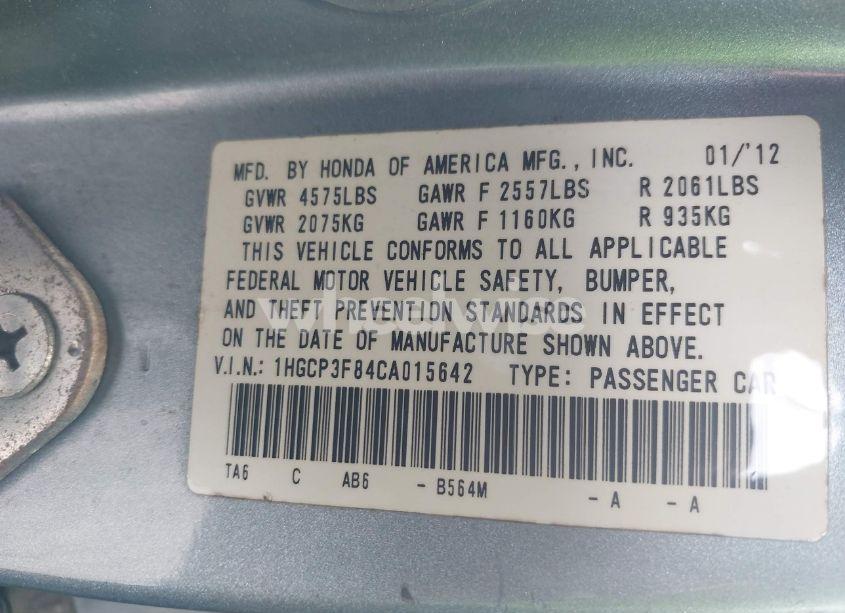 MFD. BY HONDA OF AMERICA MFG., INC. 01/'12
GVWR 4575LBS GAWR F 2557LBS R 2061LBS
GVWR 2075KG GAWR F 1160KG R 935KG
THIS VEHICLE CONFORMS TO ALL APPLICABLE
FEDERAL MOTOR VEHICLE SAFETY, BUMPER,
AND THEFT PREVENTION STANDARDS IN EFFECT
ON THE DATE OF MANUFACTURE SHOWN ABOVE.
V.I.N.: 1HGCP3F84CA015642 TYPE: PASSENGER CAR
TA6 C AB6 - B564M - A - A
wheelwise